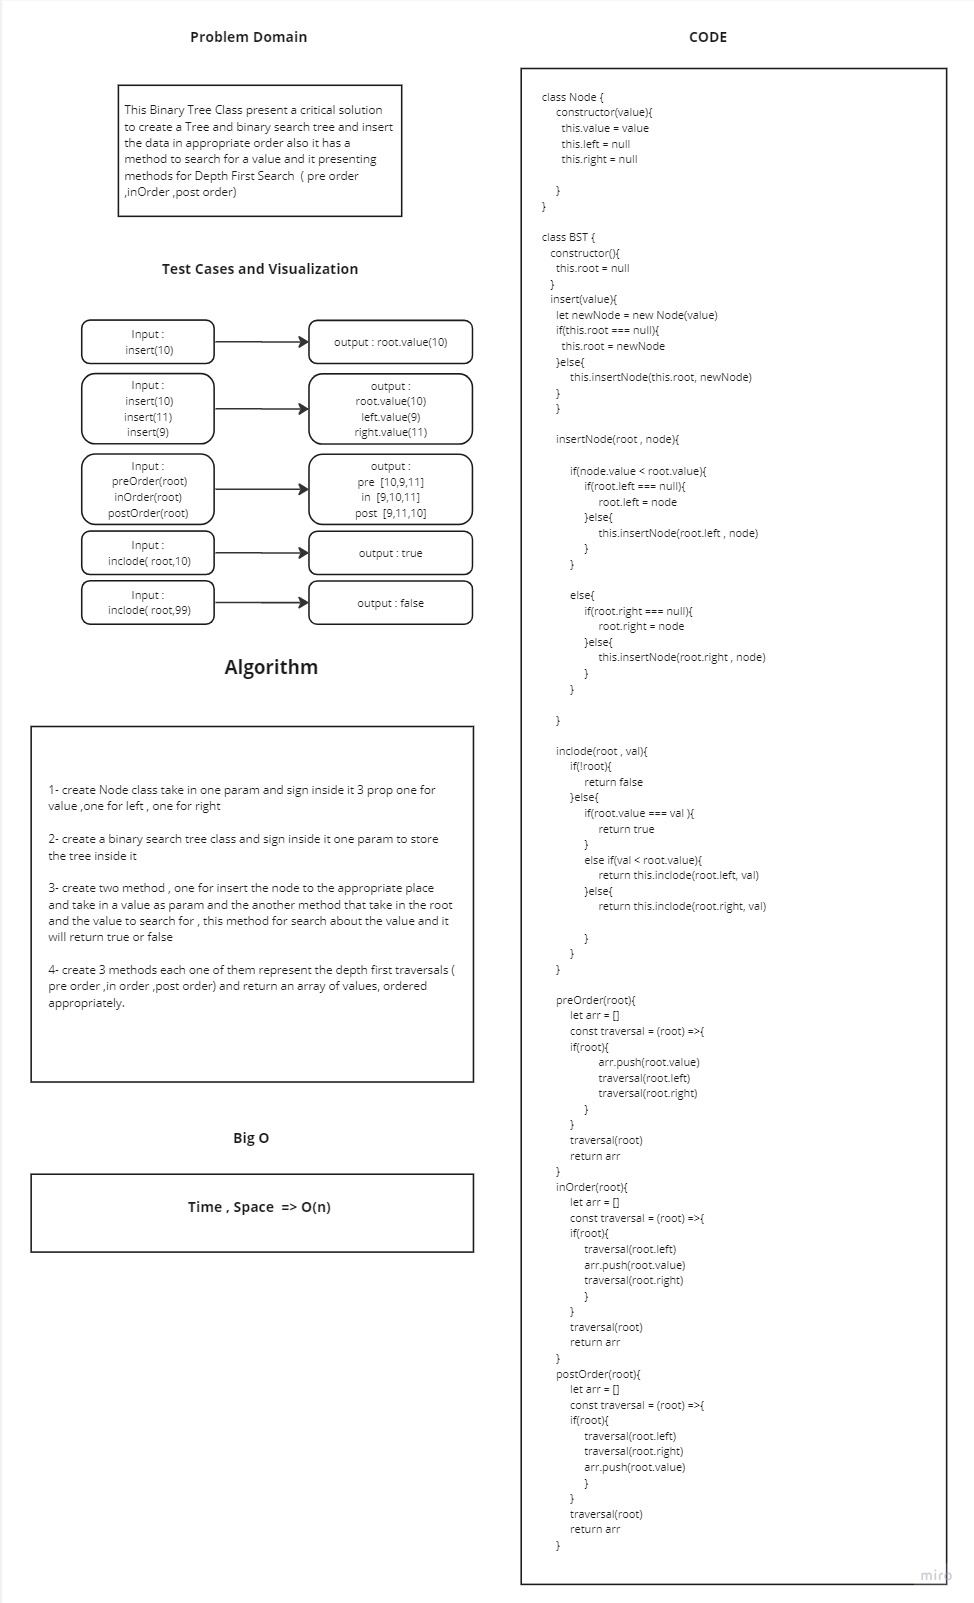 Problem Domain
This Binary Tree Class present a critical solution
to create a Tree and binary search tree and insert
the data in appropriate order also it has a
method to search for a value and it presenting
methods for Depth First Search  ( pre order
,inOrder ,post order)
Test Cases and Visualization
Input :
insert(10)
output : root.value(10)
Input :
insert(10)
insert(11)
insert(9)
output :
root.value(10)
left.value(9)
right.value(11)
Input :
preOrder(root)
inOrder(root)
postOrder(root)
output :
pre  [10,9,11]
in  [9,10,11]
post  [9,11,10]
Input :
include( root,10)
output : true
Input :
include( root,99)
output : false
Algorithm
1- create Node class take in one param and sign inside it 3 prop one for
value ,one for left , one for right
2- create a binary search tree class and sign inside it one param to store
the tree inside it
3- create two method , one for insert the node to the appropriate place
and take in a value as param and the another method that take in the root
and the value to search for , this method for search about the value and it
will return true or false
4- create 3 methods each one of them represent the depth first traversals (
pre order ,in order ,post order) and return an array of values, ordered
appropriately.
Big O
Time , Space  => O(n)
CODE
class Node {
constructor(value){
this.value = value
this.left = null
this.right = null
}
}
class BST {
constructor(){
this.root = null
}
insert(value){
let newNode = new Node(value)
if(this.root === null){
this.root = newNode
}else{
this.insertNode(this.root, newNode)
}
}
insertNode(root , node){
if(node.value < root.value){
if(root.left === null){
root.left = node
}else{
this.insertNode(root.left , node)
}
}
else{
if(root.right === null){
root.right = node
}else{
this.insertNode(root.right , node)
}
}
}
include(root , val){
if(!root){
return false
}else{
if(root.value === val ){
return true
}
else if(val < root.value){
return this.include(root.left, val)
}else{
return this.include(root.right, val)
}
}
}
preOrder(root){
let arr = []
const traversal = (root) =>{
if(root){
arr.push(root.value)
traversal(root.left)
traversal(root.right)
}
}
traversal(root)
return arr
}
inOrder(root){
let arr = []
const traversal = (root) =>{
if(root){
traversal(root.left)
arr.push(root.value)
traversal(root.right)
}
}
traversal(root)
return arr
}
postOrder(root){
let arr = []
const traversal = (root) =>{
if(root){
traversal(root.left)
traversal(root.right)
arr.push(root.value)
}
}
traversal(root)
return arr
}
miro